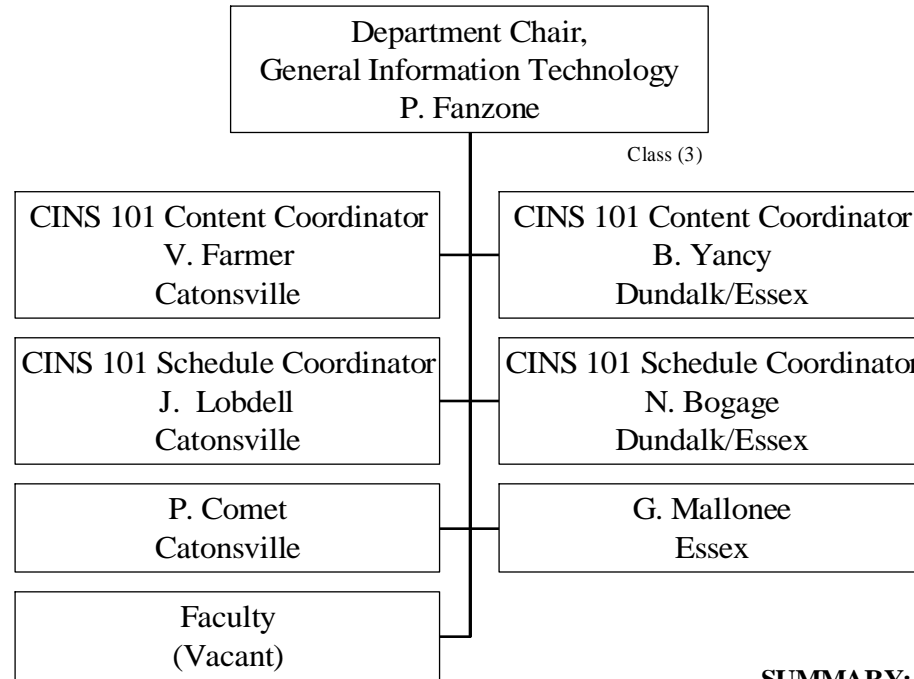 Department Chair,
General Information Technology
P. Fanzone
Class (3)
CINS 101 Content Coordinator
V. Farmer
Catonsville
CINS 101 Content Coordinator
B. Yancy
Dundalk/Essex
CINS 101 Schedule Coordinator
J. Lobdell
Catonsville
CINS 101 Schedule Coordinator
N. Bogage
Dundalk/Essex
P. Comet
Catonsville
G. Mallonee
Essex
Faculty
(Vacant)
SUMMARY: